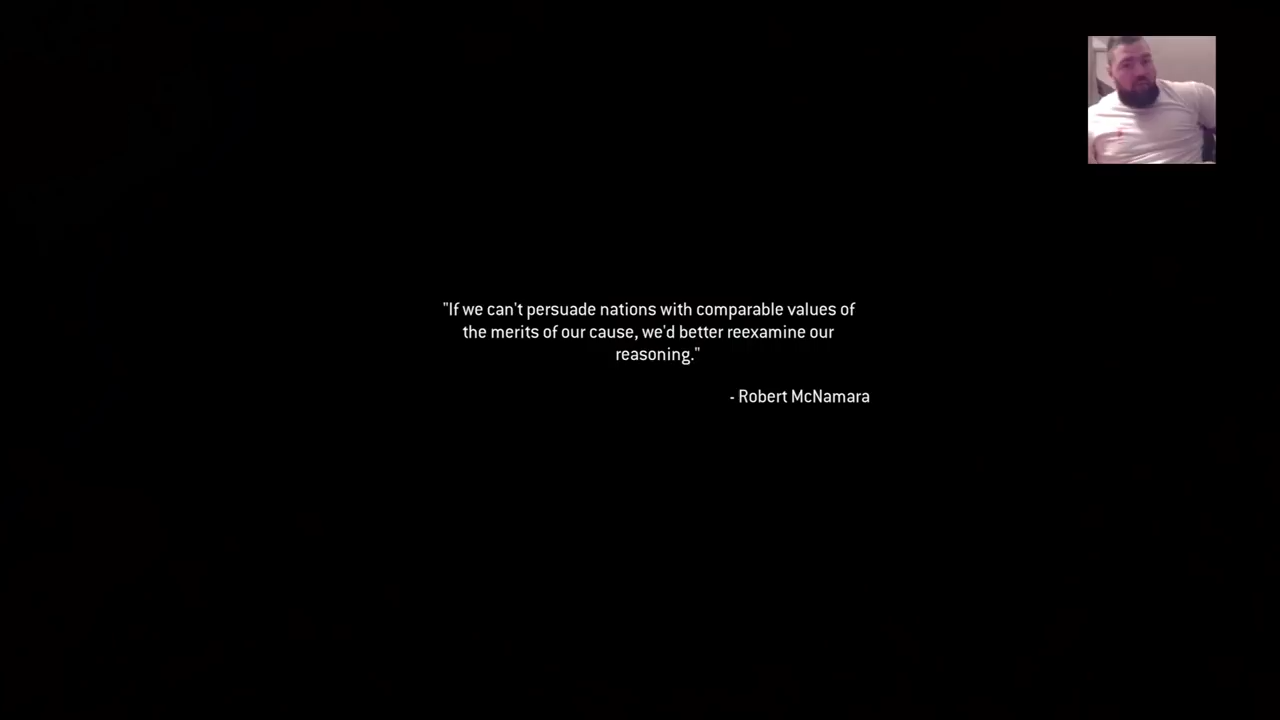 "If we can't persuade nations with comparable values of
the merits of our cause, we'd better reexamine our
reasoning."
- Robert McNamara